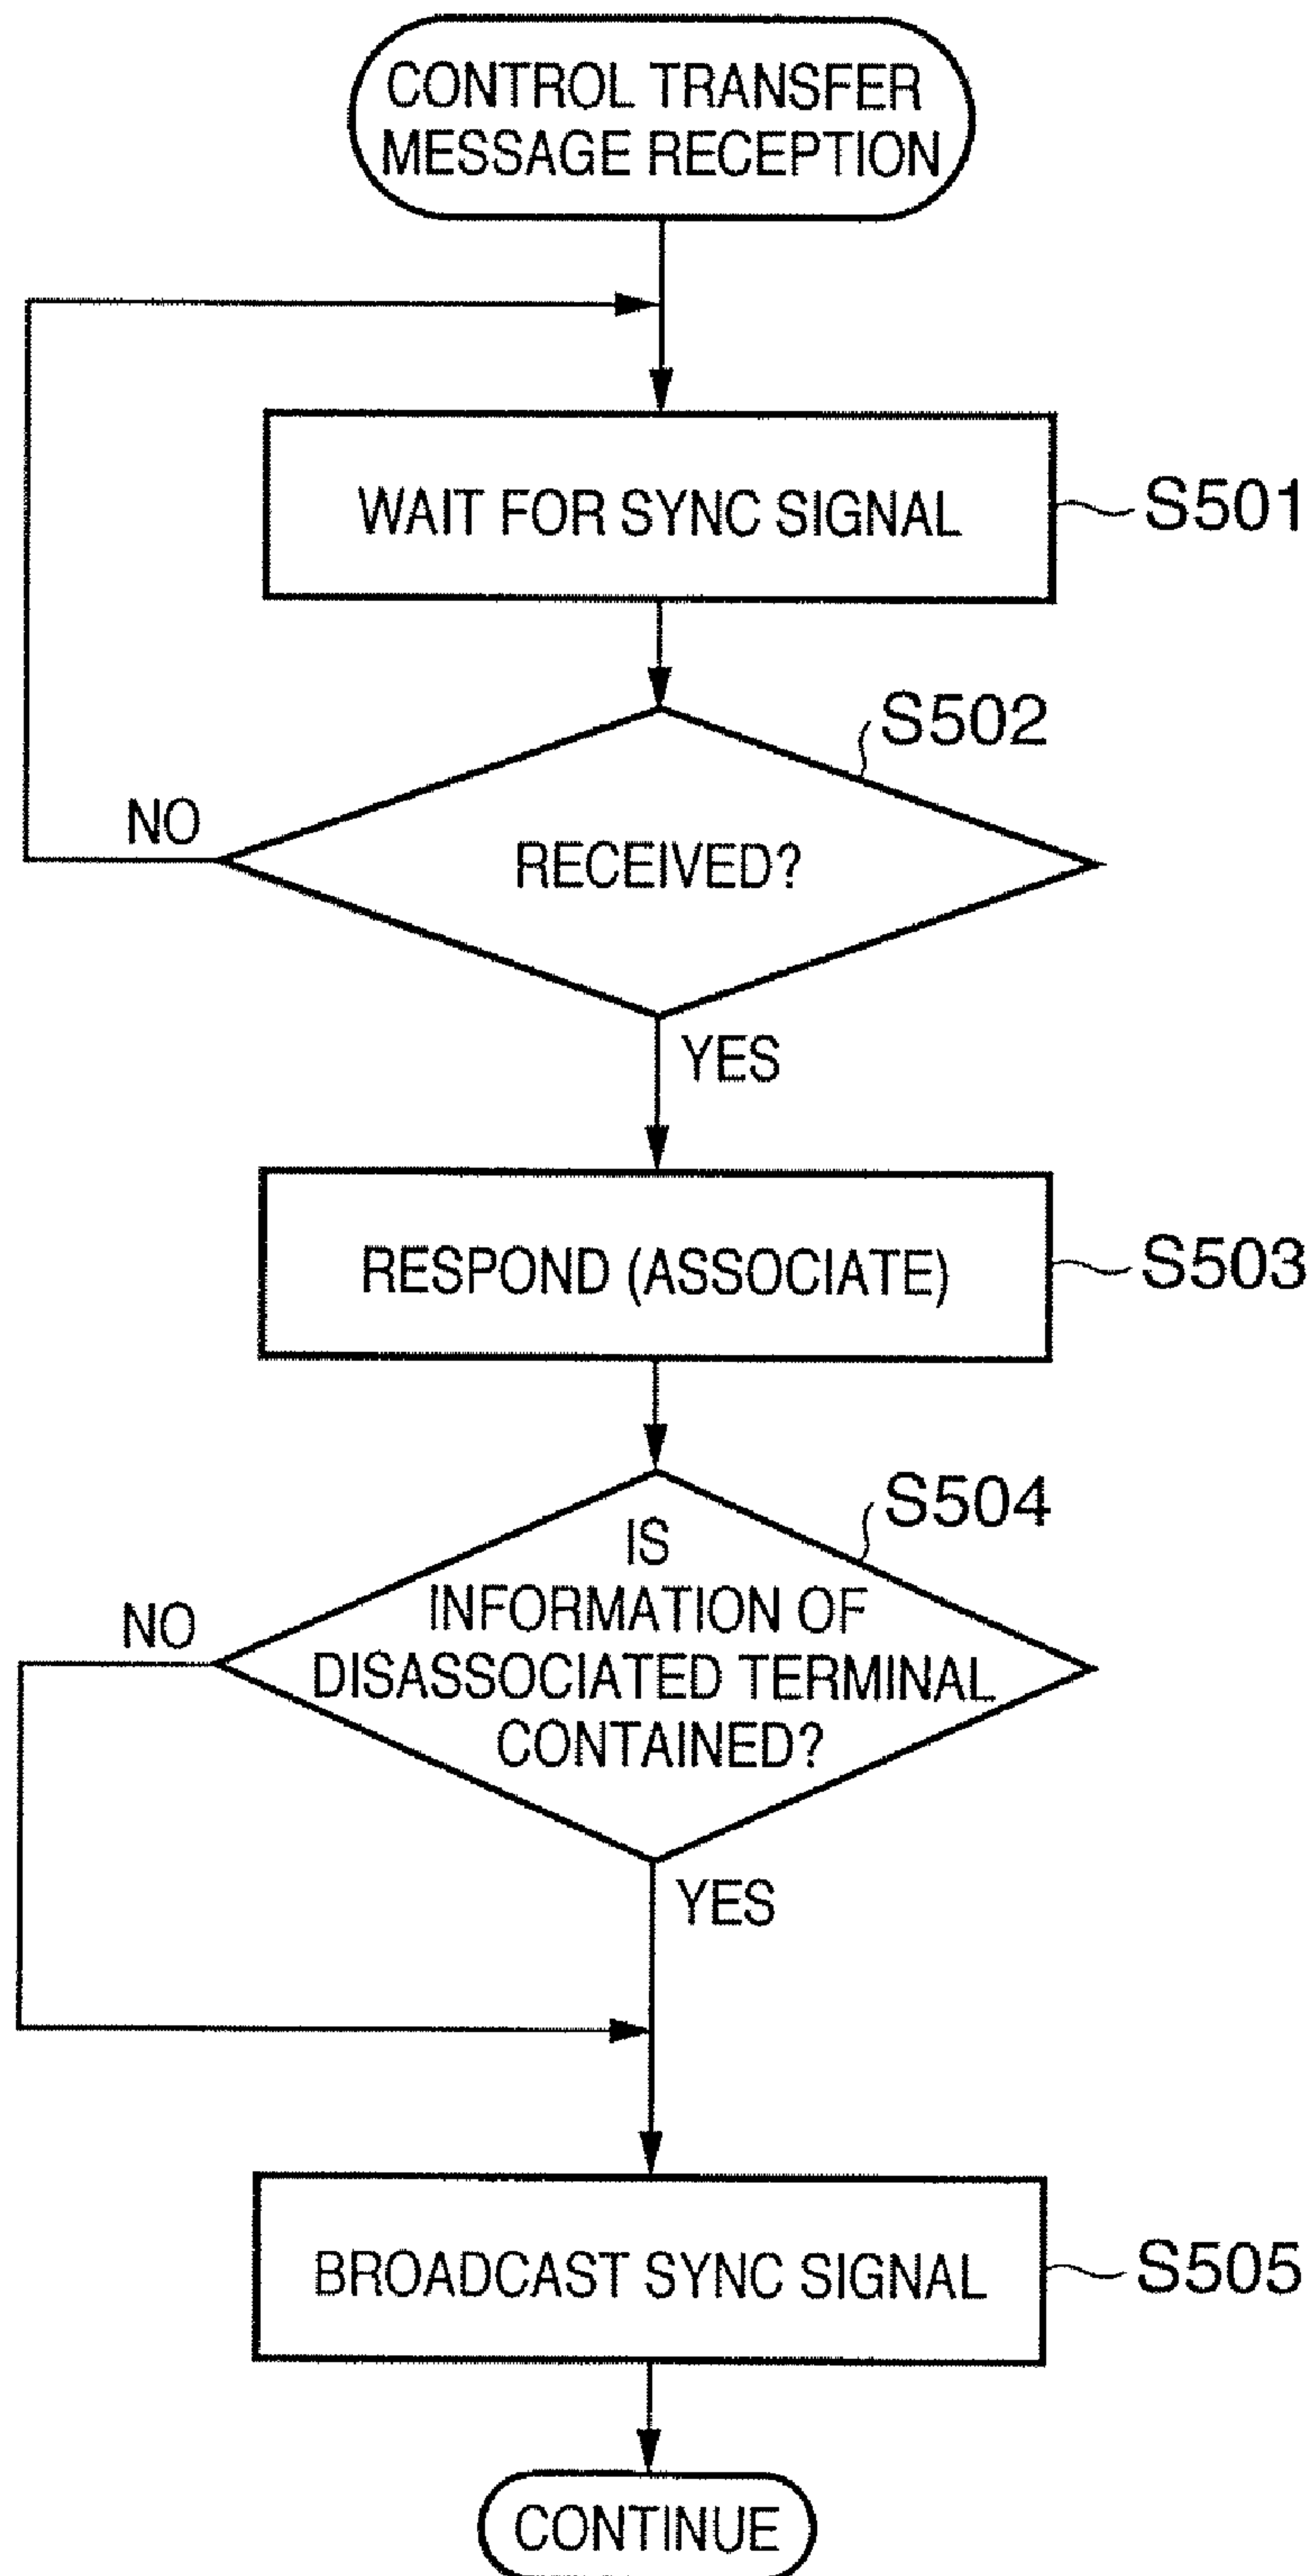 CONTROL TRANSFER
MESSAGE RECEPTION
WAIT FOR SYNC SIGNAL
S501
S502
NO
RECEIVED?
YES
RESPOND (ASSOCIATE)
S503
S504
IS
NO
INFORMATION OF
DISASSOCIATED TERMINAL
CONTAINED?
YES
BROADCAST SYNC SIGNAL
S505
CONTINUE